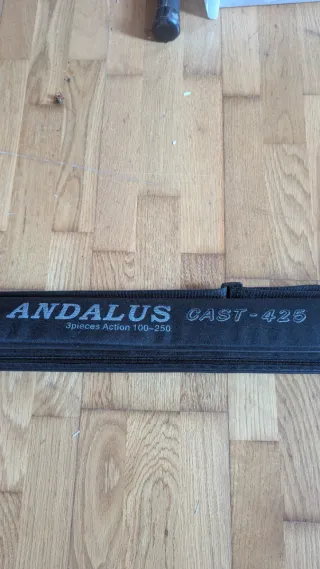 ANDALUS CAST-425
3pieces Action 100-250